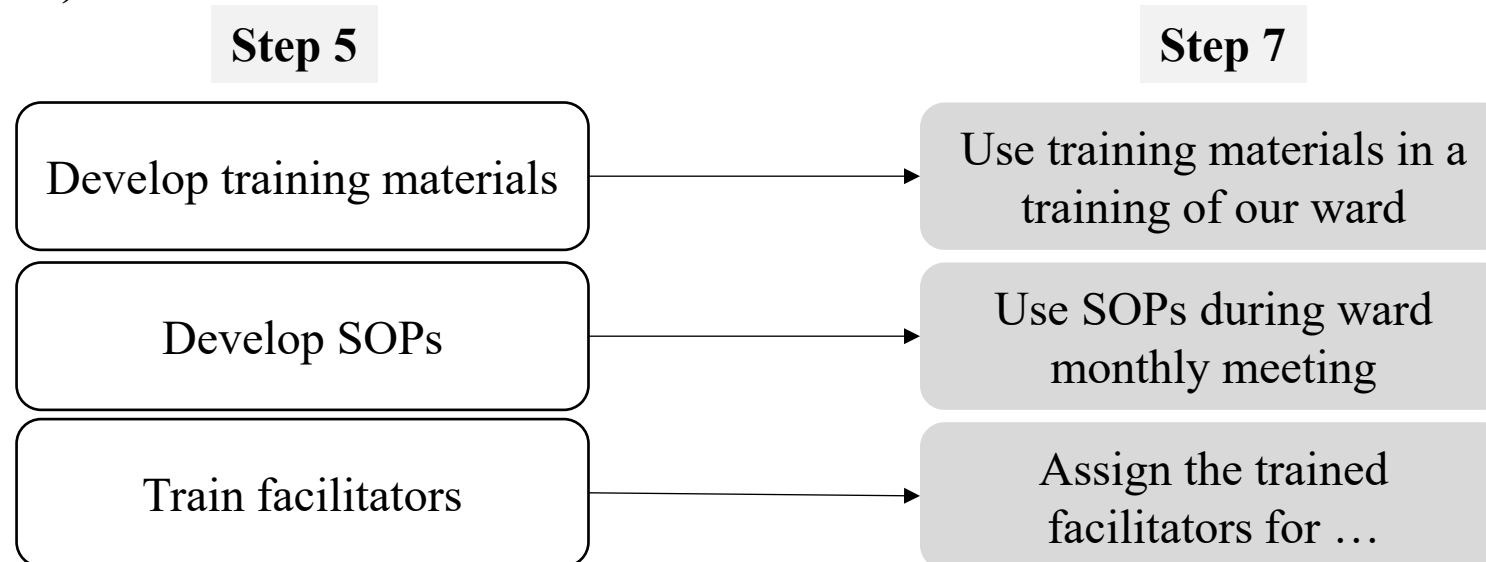 Step 5
Step 7
Develop training materials
Use training materials in a
training of our ward
Develop SOPs
Use SOPs during ward
monthly meeting
Train facilitators
Assign the trained
facilitators for …